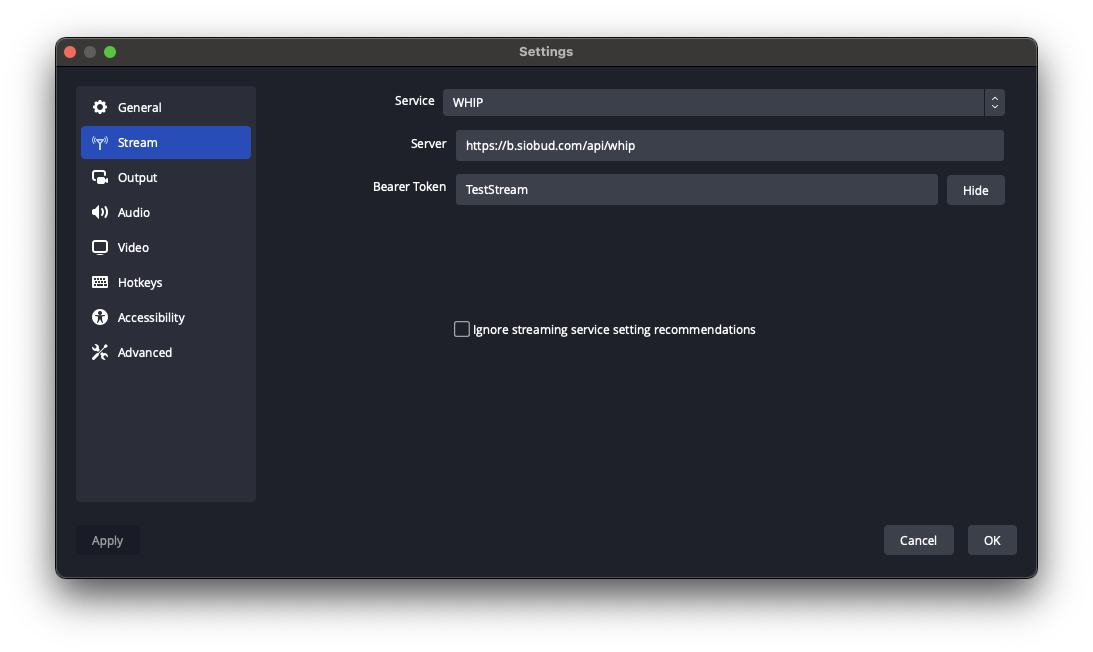 Settings
General
Stream
Output
Audio
Video
Hotkeys
Accessibility
Advanced
Service
WHIP
Server
https://b.siobud.com/api/whip
Bearer Token
TestStream
Hide
Ignore streaming service setting recommendations
Apply
Cancel
OK